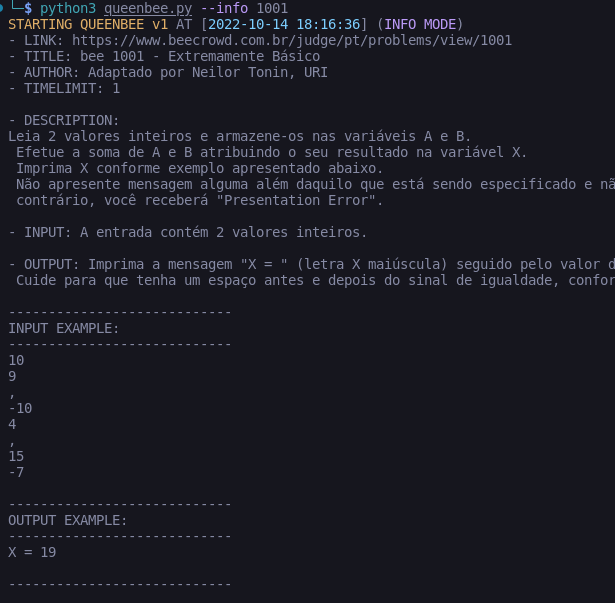 └─$ python3 queenbee.py --info 1001
STARTING QUEENBEE v1 AT [2022-10-14 18:16:36] (INFO MODE)
- LINK: https://www.beecrowd.com.br/judge/pt/problems/view/1001
- TITLE: bee 1001 - Extremamente Básico
- AUTHOR: Adaptado por Neilor Tonin, URI
- TIMELIMIT: 1
- DESCRIPTION:
Leia 2 valores inteiros e armazene-os nas variáveis A e B.
Efetue a soma de A e B atribuindo o seu resultado na variável X.
Imprima X conforme exemplo apresentado abaixo.
Não apresente mensagem alguma além daquilo que está sendo especificado e
contrário, você receberá "Presentation Error".
- INPUT: A entrada contém 2 valores inteiros.
- OUTPUT: Imprima a mensagem "X = " (letra X maiúscula) seguido pelo valor
Cuide para que tenha um espaço antes e depois do sinal de igualdade,
----------------------------
INPUT EXAMPLE:
----------------------------
10
9
,
-10
4
,
15
-7
----------------------------
OUTPUT EXAMPLE:
----------------------------
X = 19
----------------------------